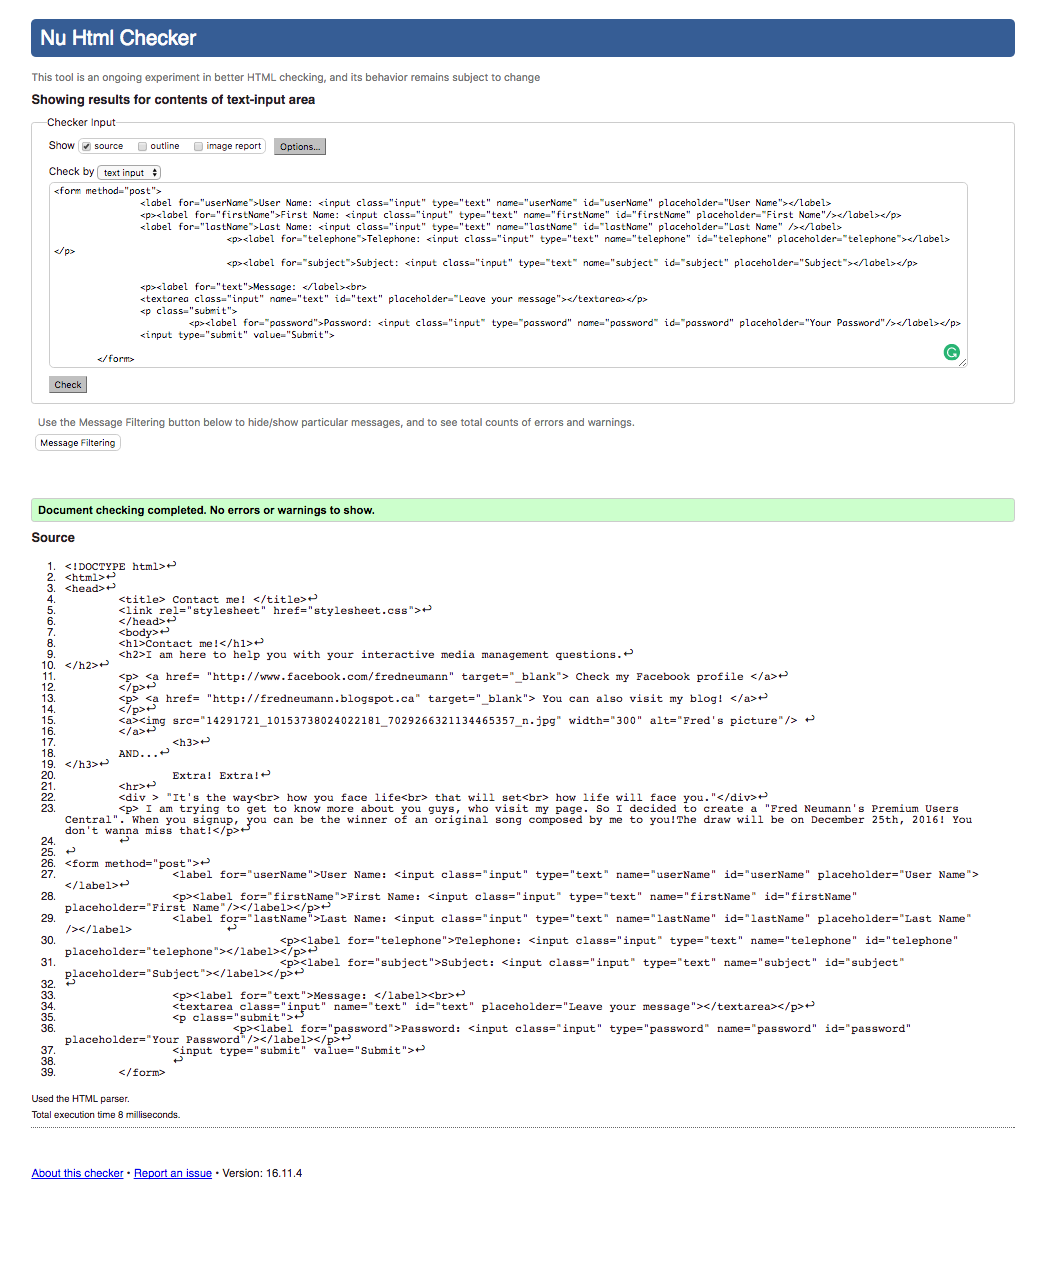 Nu Html Checker
This tool is an ongoing experiment in better HTML checking, and its behavior remains subject to change
Showing results for contents of text-input area
Checker Input
Show source outline image report Options...
Check by text input
<form method="post">
<label for="userName">User Name: <input class="input" type="text" name="userName" id="userName" placeholder="User Name"></label>
<p><label for="firstName">First Name: <input class="input" type="text" name="firstName" id="firstName" placeholder="First Name"/></label></p>
<label for="lastName">Last Name: <input class="input" type="text" name="lastName" id="lastName" placeholder="Last Name" /></label>
<p><label for="telephone">Telephone: <input class="input" type="text" name="telephone" id="telephone" placeholder="telephone"></label>
</p>
<p><label for="subject">Subject: <input class="input" type="text" name="subject" id="subject" placeholder="Subject"></label></p>
<p><label for="text">Message: </label><br>
<textarea class="input" name="text" id="text" placeholder="Leave your message"></textarea></p>
<p class="submit">
<p><label for="password">Password: <input class="input" type="password" name="password" id="password" placeholder="Your Password"/></label></p>
<input type="submit" value="Submit">
</form>
Check
Use the Message Filtering button below to hide/show particular messages, and to see total counts of errors and warnings.
Message Filtering
Document checking completed. No errors or warnings to show.
Source
1. <!DOCTYPE html>↩
2. <html>↩
3. <head>↩
4. <title> Contact me! </title>↩
5. <link rel="stylesheet" href="stylesheet.css">↩
6. </head>↩
7. <body>↩
8. <h1>Contact me!</h1>↩
9. <h2>I am here to help you with your interactive media management questions.↩
10. </h2>↩
11. <p> <a href= "http://www.facebook.com/fredneumann" target="_blank"> Check my Facebook profile </a>↩
12. </p>↩
13. <p> <a href= "http://fredneumann.blogspot.ca" target="_blank"> You can also visit my blog! </a>↩
14. </p>↩
15. <a><img src="14291721_10153738024022181_7029266321134465357_n.jpg" width="300" alt="Fred's picture"/> ↩
16. </a>↩
17. <h3>↩
18. AND...↩
19. </h3>↩
20. Extra! Extra!↩
21. <hr>↩
22. <div > "It's the way<br> how you face life<br> that will set<br> how life will face you."</div>↩
23. <p> I am trying to get to know more about you guys, who visit my page. So I decided to create a "Fred Neumann's Premium Users
Central". When you signup, you can be the winner of an original song composed by me to you!The draw will be on December 25th, 2016! You
don't wanna miss that!</p>↩
24. ↩
25. ↩
26. <form method="post">↩
27. <label for="userName">User Name: <input class="input" type="text" name="userName" id="userName" placeholder="User Name">
</label>↩
28. <p><label for="firstName">First Name: <input class="input" type="text" name="firstName" id="firstName"
placeholder="First Name"/></label></p>↩
29. <label for="lastName">Last Name: <input class="input" type="text" name="lastName" id="lastName" placeholder="Last Name"
/></label> ↩
30. <p><label for="telephone">Telephone: <input class="input" type="text" name="telephone" id="telephone"
placeholder="telephone"></label></p>↩
31. <p><label for="subject">Subject: <input class="input" type="text" name="subject" id="subject"
placeholder="Subject"></label></p>↩
32. ↩
33. <p><label for="text">Message: </label><br>↩
34. <textarea class="input" name="text" id="text" placeholder="Leave your message"></textarea></p>↩
35. <p class="submit">↩
36. <p><label for="password">Password: <input class="input" type="password" name="password" id="password"
placeholder="Your Password"/></label></p>↩
37. <input type="submit" value="Submit">↩
38. ↩
39. </form>
Used the HTML parser.
Total execution time 8 milliseconds.
About this checker • Report an issue • Version: 16.11.4